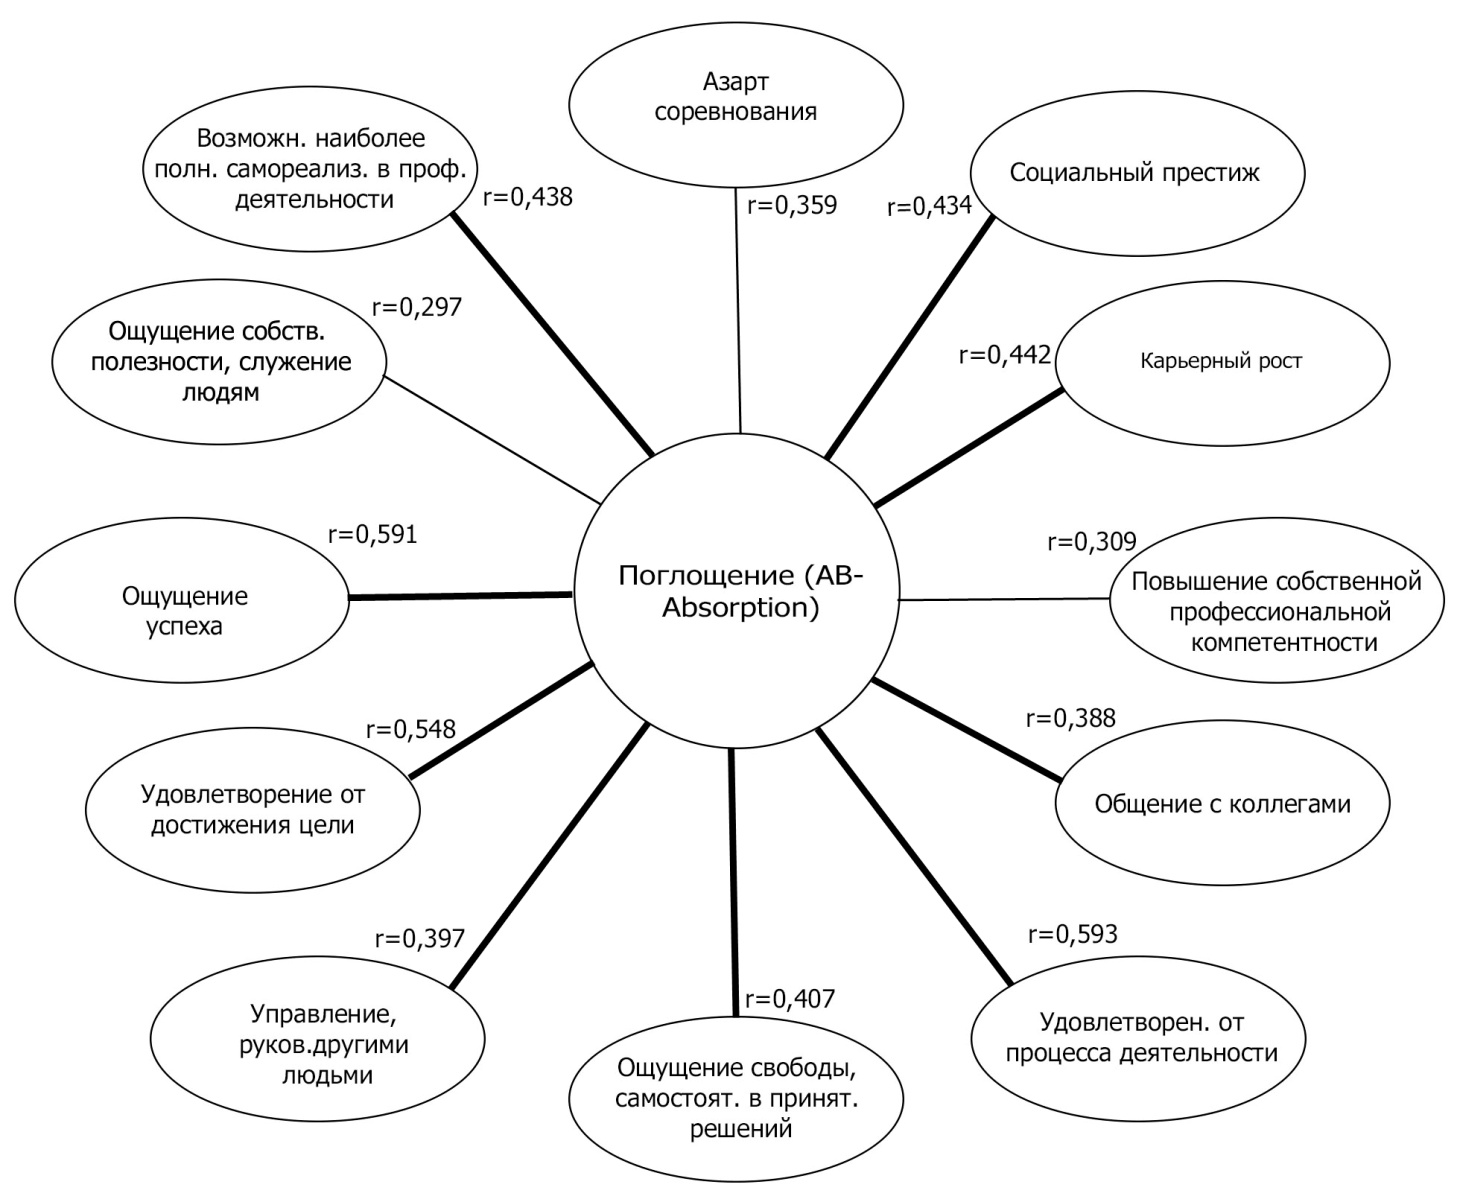 Азарт
соревнования
r=0,359
Возможн. наиболее
полн. самореализ. в проф.
деятельности
r=0,438
Социальный престиж
r=0,434
Ощущение собств.
полезности, служение
людям
r=0,297
Карьерный рост
r=0,442
Ощущение
успеха
r=0,591
Поглощение (AB-
Absorption)
r=0,309
Повышение собственной
профессиональной
компетентности
Удовлетворение от
достижения цели
r=0,548
r=0,388
Общение с коллегами
r=0,397
Управление,
руков.другими
людьми
r=0,407
Ощущение свободы,
самостоят. в принят.
решений
r=0,593
Удовлетворен. от
процесса деятельности